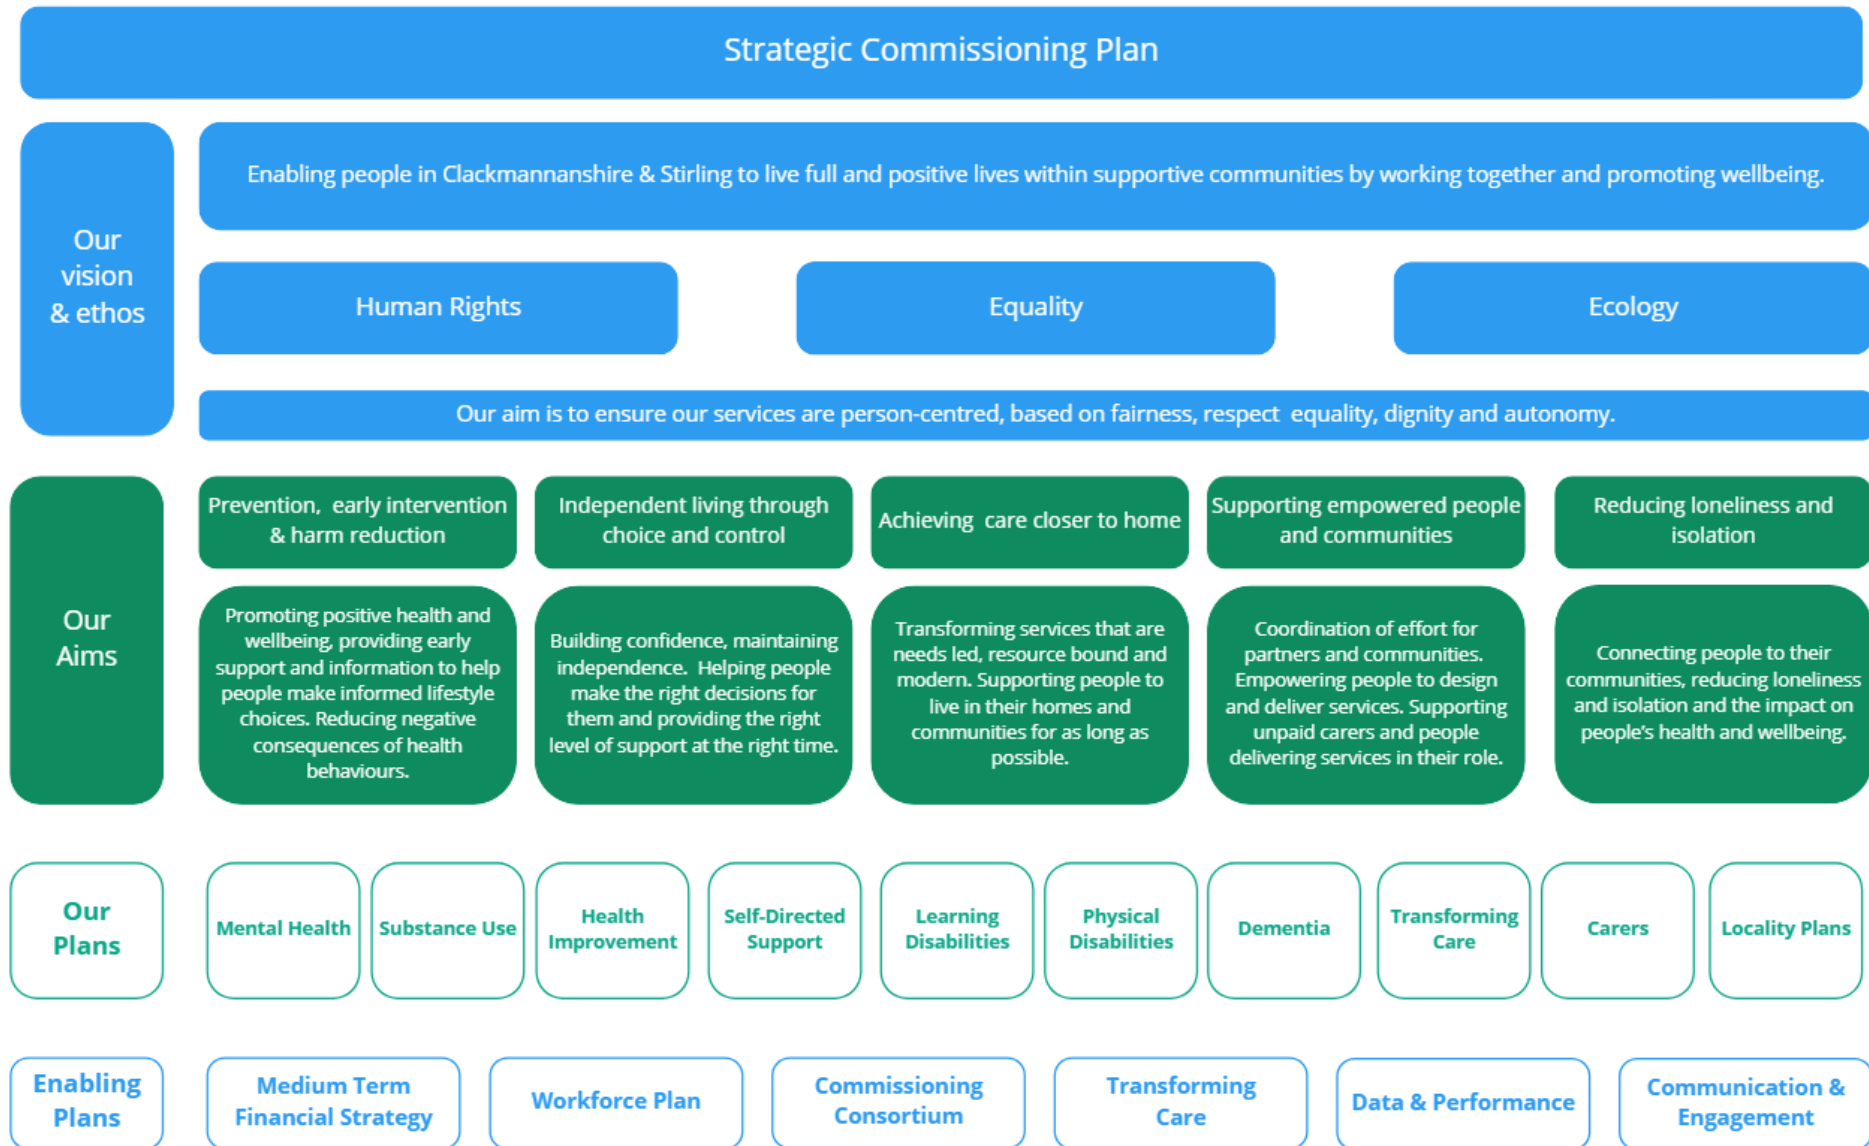 Strategic Commissioning Plan
Our
vision
& ethos
Enabling people in Clackmannanshire & Stirling to live full and positive lives within supportive communities by working together and promoting wellbeing.
Human Rights
Equality
Ecology
Our aim is to ensure our services are person-centred, based on fairness, respect  equality, dignity and autonomy.
Our
Aims
Prevention,  early intervention
& harm reduction
Independent living through
choice and control
Achieving  care closer to home
Supporting empowered people
and communities
Reducing loneliness and
isolation
Promoting positive health and
wellbeing, providing early
support and information to help
people make informed lifestyle
choices. Reducing negative
consequences of health
behaviours.
Building confidence, maintaining
independence.  Helping people
make the right decisions for
them and providing the right
level of support at the right time.
Transforming services that are
needs led, resource bound and
modern. Supporting people to
live in their homes and
communities for as long as
possible.
Coordination of effort for
partners and communities.
Empowering people to design
and deliver services. Supporting
unpaid carers and people
delivering services in their role.
Connecting people to their
communities, reducing loneliness
and isolation and the impact on
people's health and wellbeing.
Our
Plans
Mental Health
Substance Use
Health
Improvement
Self-Directed
Support
Learning
Disabilities
Physical
Disabilities
Dementia
Transforming
Care
Carers
Locality Plans
Enabling
Plans
Medium Term
Financial Strategy
Workforce Plan
Commissioning
Consortium
Transforming
Care
Data & Performance
Communication &
Engagement